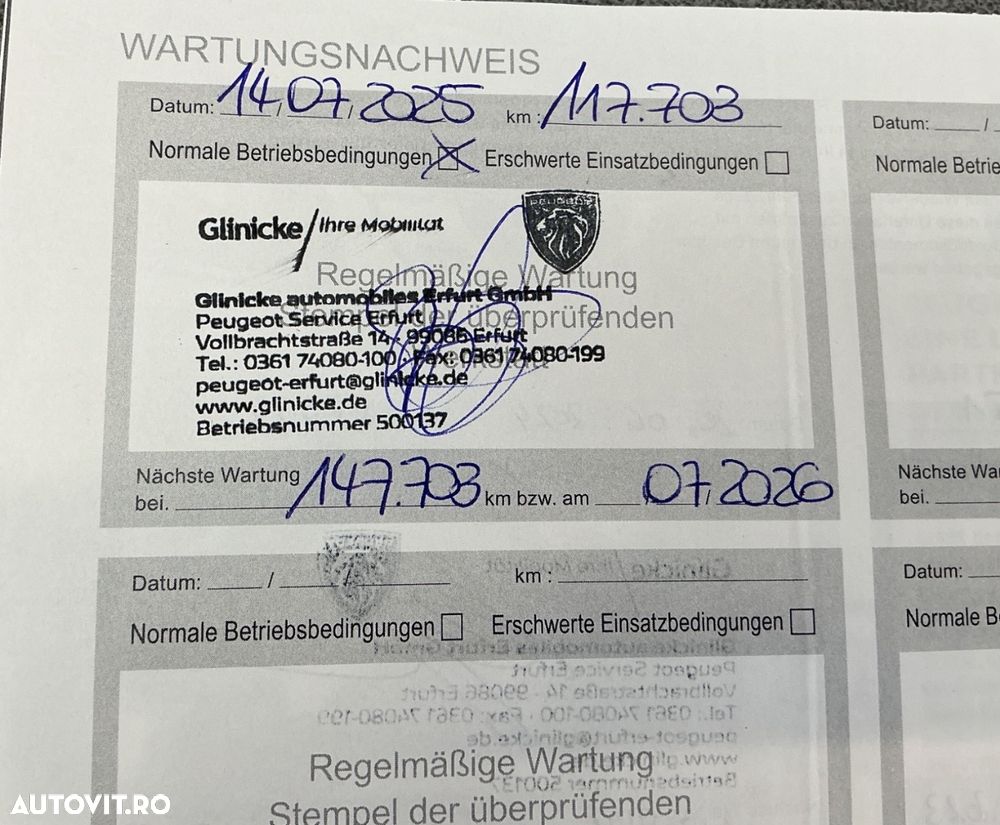 WARTUNGSNACHWEIS
Datum: 14/07/2025 km : 117.703
Normale Betriebsbedingungen Erschwerte Einsatzbedingungen
PEUGEOT
Glinicke / Ihre Mobilität
Regelmäßige Wartung
Glinicke automobiles Erfurt GmbH
Peugeot Service Erfurt
Stempel der überprüfenden
Vollbrachtstraße 14 · 99086 Erfurt
Tel.: 0361 74080-100 · Fax: 0361 74080-199
peugeot-erfurt@glinicke.de
www.glinicke.de
Betriebsnummer 500137
Nächste Wartung
bei. 147.703 km bzw. am 07/2026
Datum: /
Normale Betrie
Nächste Wa
bei.
Datum: / km :
Normale Betriebsbedingungen Erschwerte Einsatzbedingungen
Regelmäßige Wartung
Stempel der überprüfenden
Datum:
Normale B
AUTOVIT.RO